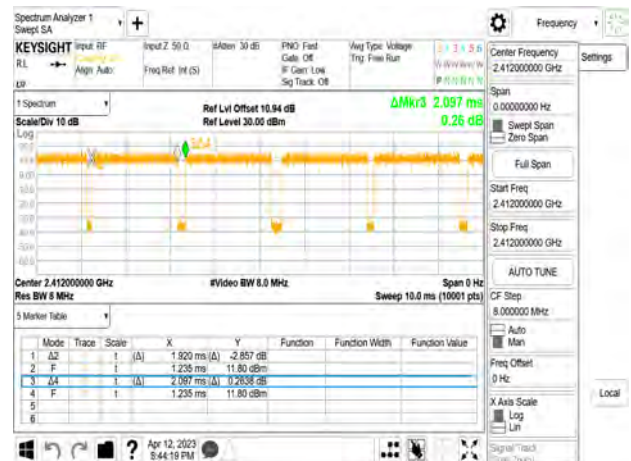 Spectrum Analyzer 1
Swept SA
Frequency
KEYSIGHT
Input: RF
Input Z: 50 Ω
#Atten: 30 dB
PNO: Fast
Avg Type: Voltage
RL
Gate: Off
Trig: Free Run
Align: Auto
Freq Ref: Int (S)
IF Gain: Low
Sig Track: Off
1 Spectrum
Scale/Div 10 dB
Ref Lvl Offset 10.94 dB
Ref Level 30.00 dBm
ΔMkr3 2.097 ms
0.26 dB
Log
3Δ4
Center 2.412000000 GHz
Res BW 8 MHz
#Video BW 8.0 MHz
Span 0 Hz
Sweep 10.0 ms (10001 pts)
5 Marker Table
Mode Trace Scale X Y Function Function Width Function Value
1 Δ2 1 t (Δ) 1.920 ms (Δ) -2.857 dB
2 F 1 t 1.235 ms 11.80 dBm
3 Δ4 1 t (Δ) 2.097 ms (Δ) 0.2638 dB
4 F 1 t 1.235 ms 11.80 dBm
5
6
Apr 12, 2023
5:44:19 PM
Center Frequency
2.412000000 GHz
Settings
Span
0.00000000 Hz
Swept Span
Zero Span
Full Span
Start Freq
2.412000000 GHz
Stop Freq
2.412000000 GHz
AUTO TUNE
CF Step
8.000000 MHz
Auto
Man
Freq Offset
0 Hz
Local
X Axis Scale
Log
Lin
Signal Track